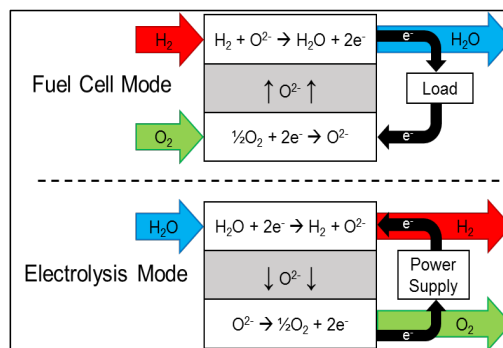 H₂
H₂ + O²⁻ → H₂O + 2e⁻
e⁻
H₂O
Fuel Cell Mode
↑ O²⁻ ↑
Load
O₂
½O₂ + 2e⁻ → O²⁻
e⁻
H₂O
H₂O + 2e⁻ → H₂ + O²⁻
e⁻
H₂
Electrolysis Mode
↓ O²⁻ ↓
Power
Supply
O²⁻ → ½O₂ + 2e⁻
e⁻
O₂